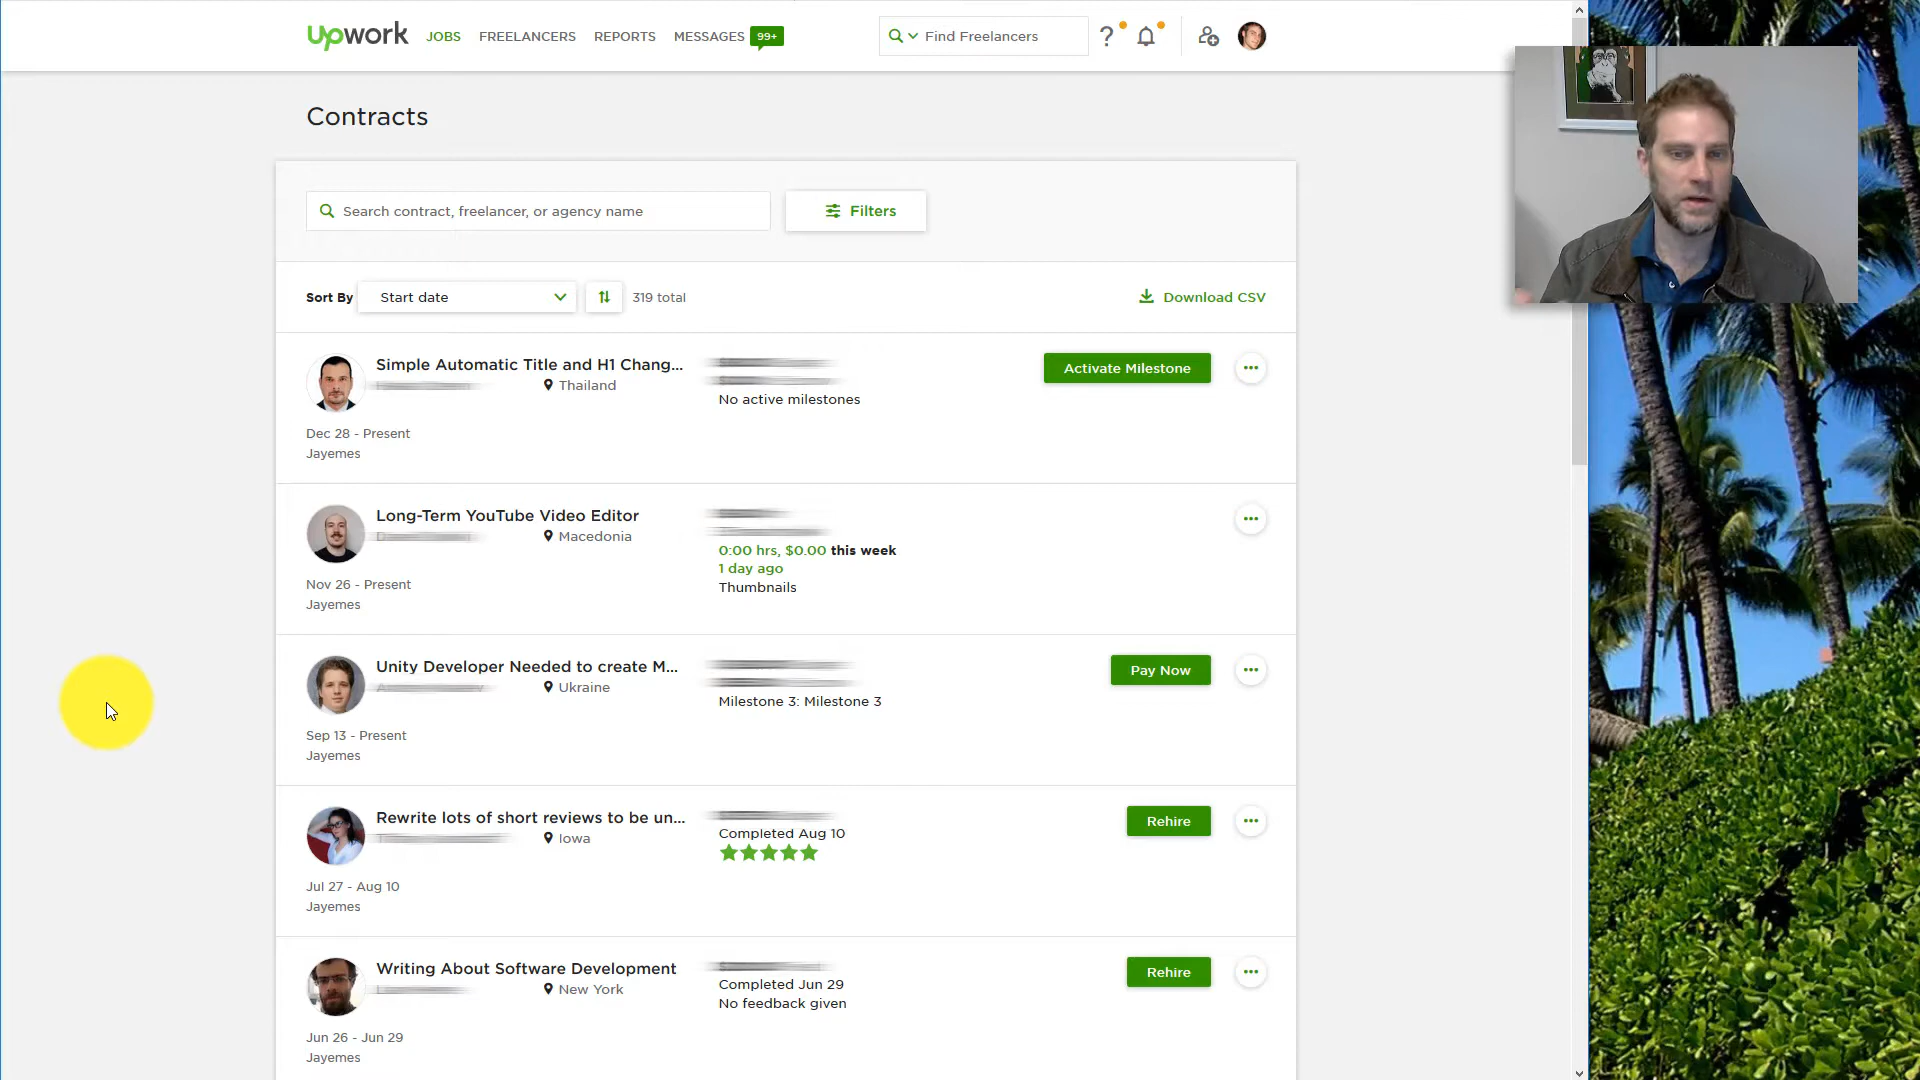 Upwork JOBS FREELANCERS REPORTS MESSAGES 99+ Find Freelancers ?
Contracts
Search contract, freelancer, or agency name Filters
Sort By Start date 319 total Download CSV
Simple Automatic Title and H1 Chang... Activate Milestone
Thailand
No active milestones
Dec 28 - Present
Jayemes
Long-Term YouTube Video Editor
Macedonia
0:00 hrs, $0.00 this week
1 day ago
Thumbnails
Nov 26 - Present
Jayemes
Unity Developer Needed to create M... Pay Now
Ukraine
Milestone 3: Milestone 3
Sep 13 - Present
Jayemes
Rewrite lots of short reviews to be un... Rehire
Iowa
Completed Aug 10
Jul 27 - Aug 10
Jayemes
Writing About Software Development Rehire
New York
Completed Jun 29
No feedback given
Jun 26 - Jun 29
Jayemes